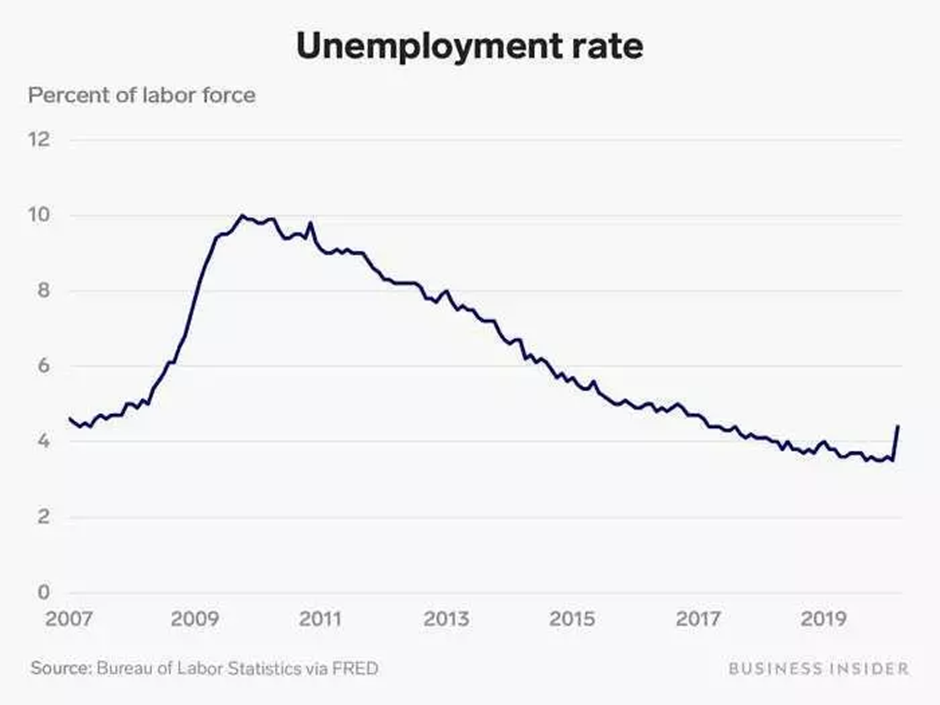 Unemployment rate
Percent of labor force
12
10
8
6
4
2
0
2007 2009 2011 2013 2015 2017 2019
Source: Bureau of Labor Statistics via FRED
BUSINESS INSIDER